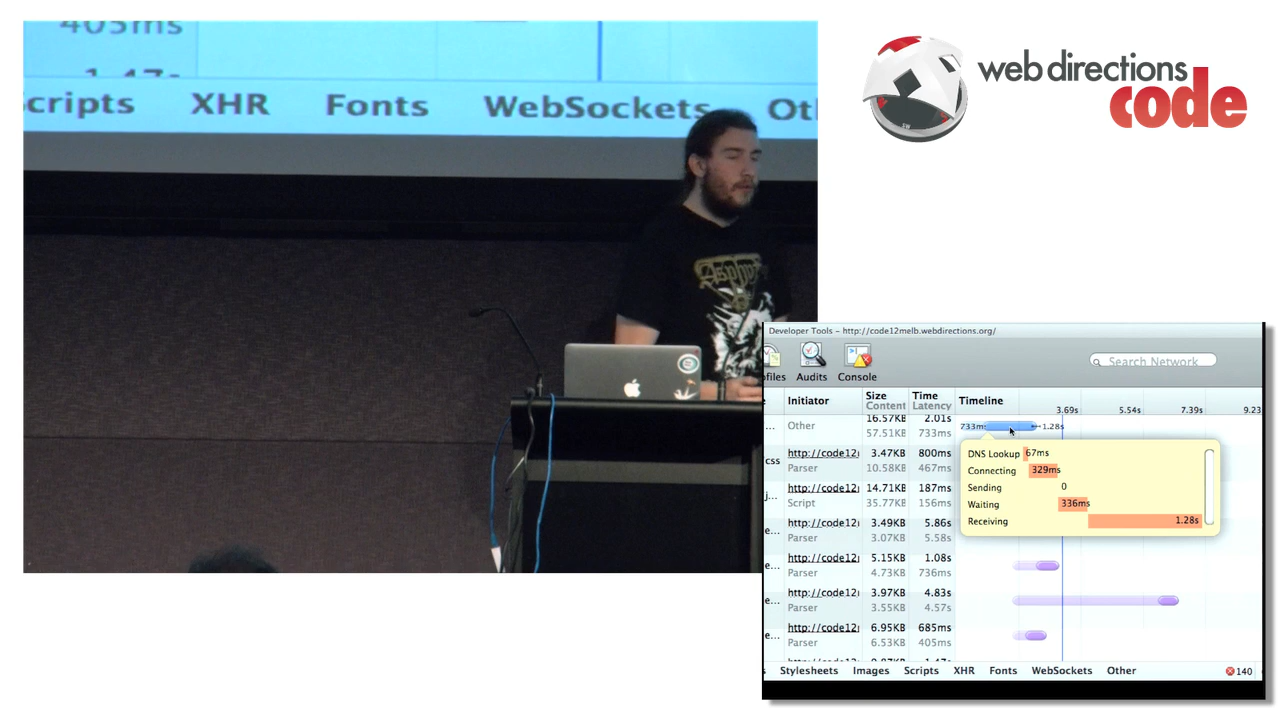 405ms
1.47s
Scripts XHR Fonts WebSockets
web directions
code
SW
Asphyx
Developer Tools – http://code12melb.webdirections.org/
Audits Console
Search Network
Initiator
Size
Content
Time
Latency
Timeline
3.69s 5.54s 7.39s 9.23
Other
16.57KB 2.01s
57.51KB 733ms
733ms
1.28s
css
http://code12
3.47KB 800ms
Parser
10.58KB 467ms
j...
http://code12
14.71KB 187ms
Script
35.77KB 156ms
e...
http://code12
3.49KB 5.86s
Parser
3.07KB 5.58s
e...
http://code12
5.15KB 1.08s
Parser
4.73KB 736ms
e...
http://code12
3.97KB 4.83s
Parser
3.55KB 4.57s
e...
http://code12
6.95KB 685ms
Parser
6.53KB 405ms
DNS Lookup 67ms
Connecting 329ms
Sending 0
Waiting 336ms
Receiving 1.28s
s Stylesheets Images Scripts XHR Fonts WebSockets Other
140